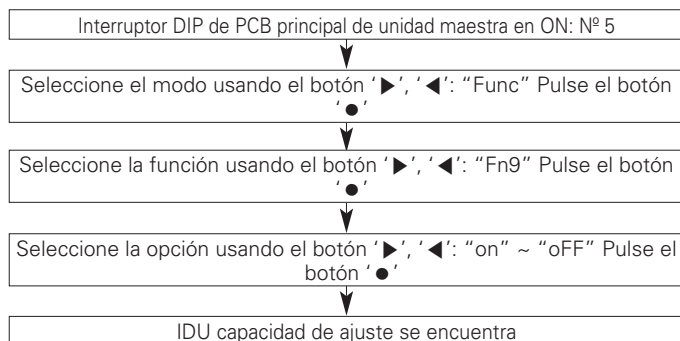 Interruptor DIP de PCB principal de unidad maestra en ON: Nº 5
Seleccione el modo usando el botón ‘▶’, ‘◀’: “Func” Pulse el botón
‘●’
Seleccione la función usando el botón ‘▶’, ‘◀’: “Fn9” Pulse el botón
‘●’
Seleccione la opción usando el botón ‘▶’, ‘◀’: “on” ~ “oFF” Pulse el
botón ‘●’
IDU capacidad de ajuste se encuentra